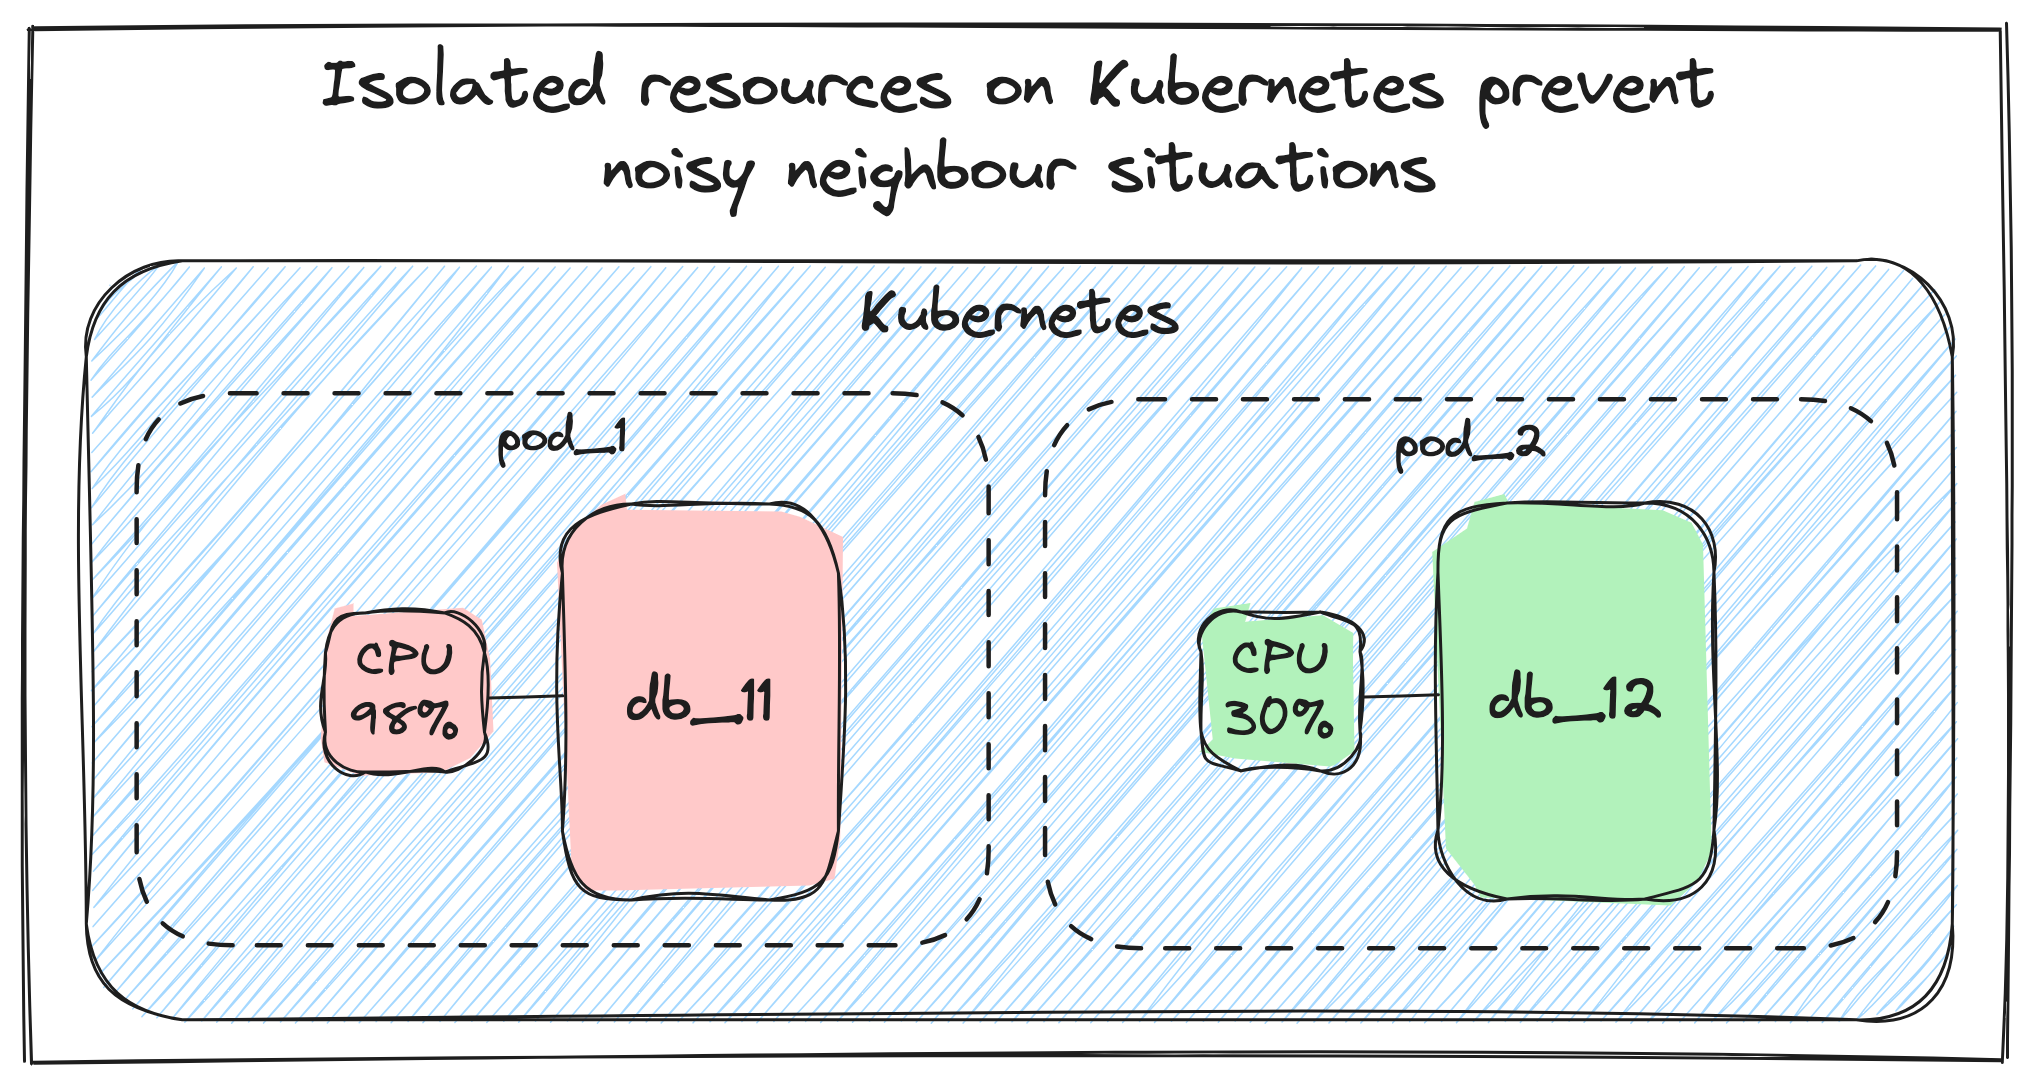 Isolated resources on Kubernetes prevent
noisy neighbour situations
Kubernetes
pod_1
CPU
98%
db_11
pod_2
CPU
30%
db_12